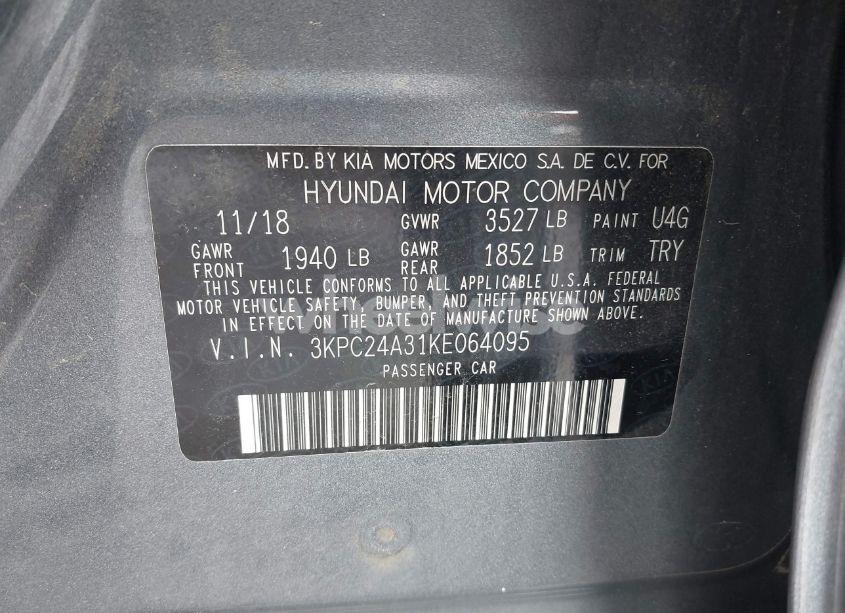 MFD. BY KIA MOTORS MEXICO S.A. DE C.V. FOR
HYUNDAI MOTOR COMPANY
11/18 GVWR 3527 LB PAINT U4G
GAWR FRONT 1940 LB GAWR REAR 1852 LB TRIM TRY
THIS VEHICLE CONFORMS TO ALL APPLICABLE U.S.A. FEDERAL
MOTOR VEHICLE SAFETY, BUMPER, AND THEFT PREVENTION STANDARDS
IN EFFECT ON THE DATE OF MANUFACTURE SHOWN ABOVE.
V.I.N. 3KPC24A31KE064095
PASSENGER CAR
KIA